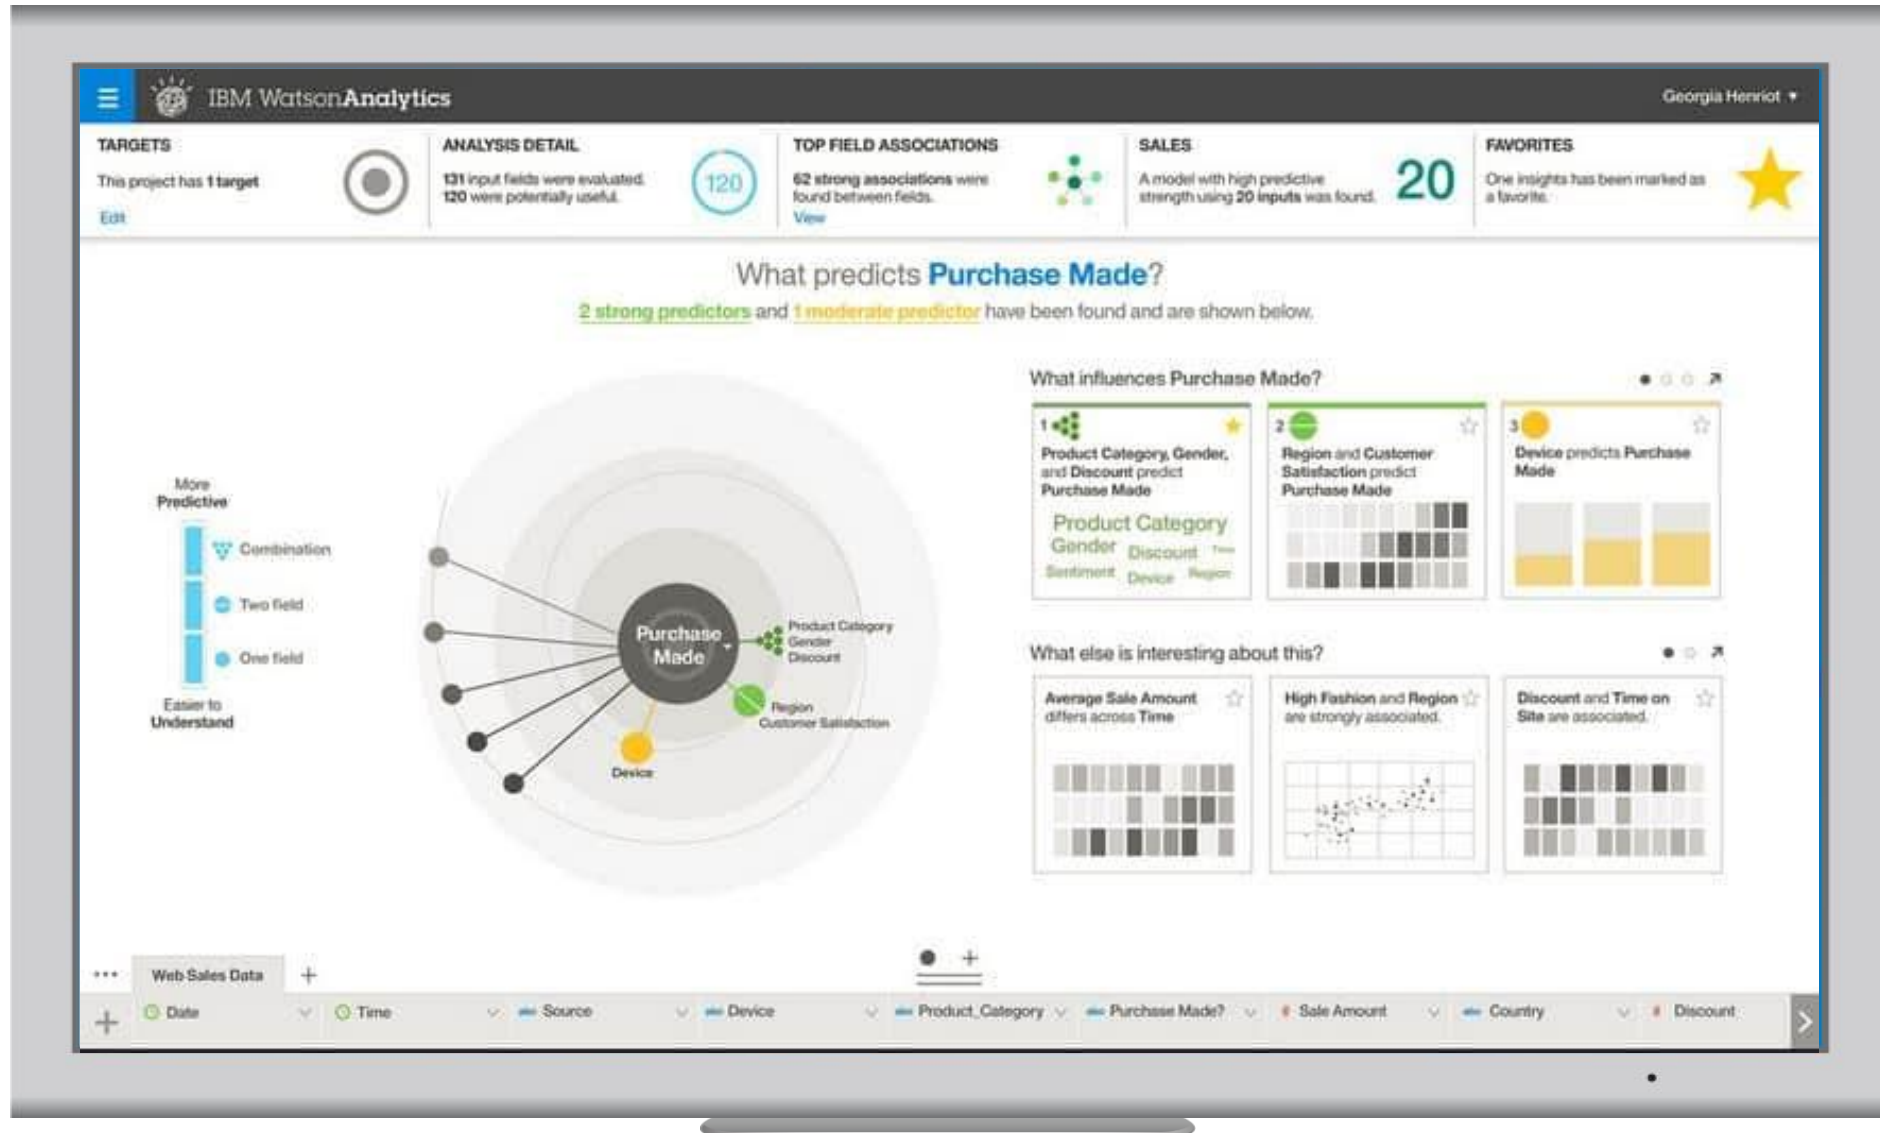 IBM WatsonAnalytics
Georgia Henriot
TARGETS
This project has 1 target
Edit
ANALYSIS DETAIL
131 input fields were evaluated.
120 were potentially useful.
120
TOP FIELD ASSOCIATIONS
62 strong associations were
found between fields.
View
SALES
A model with high predictive
strength using 20 inputs was found.
20
FAVORITES
One insights has been marked as
a favorite.
What predicts Purchase Made?
2 strong predictors and 1 moderate predictor have been found and are shown below.
More
Predictive
Combination
Two field
One field
Easier to
Understand
Purchase
Made
Product Category
Gender
Discount
Region
Customer Satisfaction
Device
What influences Purchase Made?
1
Product Category, Gender,
and Discount predict
Purchase Made
Product Category
Gender Discount Time
Sentiment Device Region
2
Region and Customer
Satisfaction predict
Purchase Made
3
Device predicts Purchase
Made
What else is interesting about this?
Average Sale Amount
differs across Time
High Fashion and Region
are strongly associated.
Discount and Time on
Site are associated.
Web Sales Data
Date
Time
abc Source
abc Device
abc Product_Category
abc Purchase Made?
# Sale Amount
abc Country
# Discount